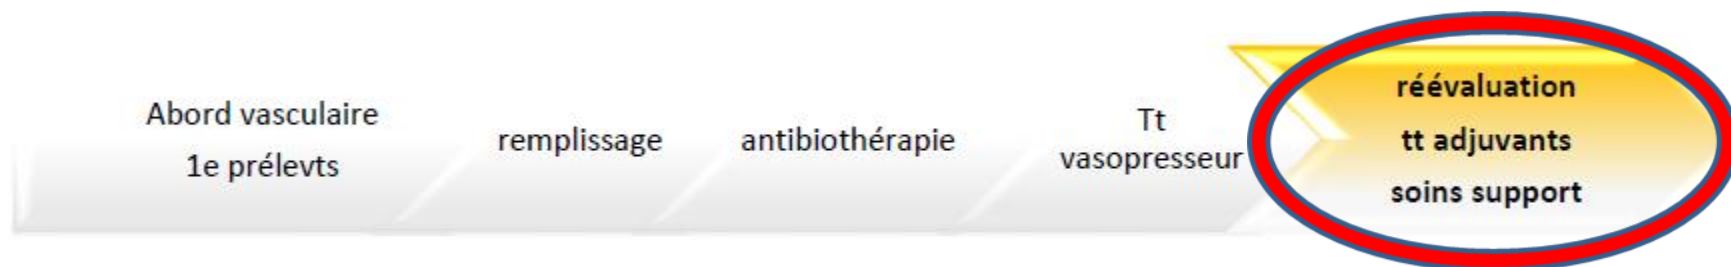 Abord vasculaire
1e prélevts
remplissage
antibiothérapie
Tt
vasopresseur
réévaluation
tt adjuvants
soins support